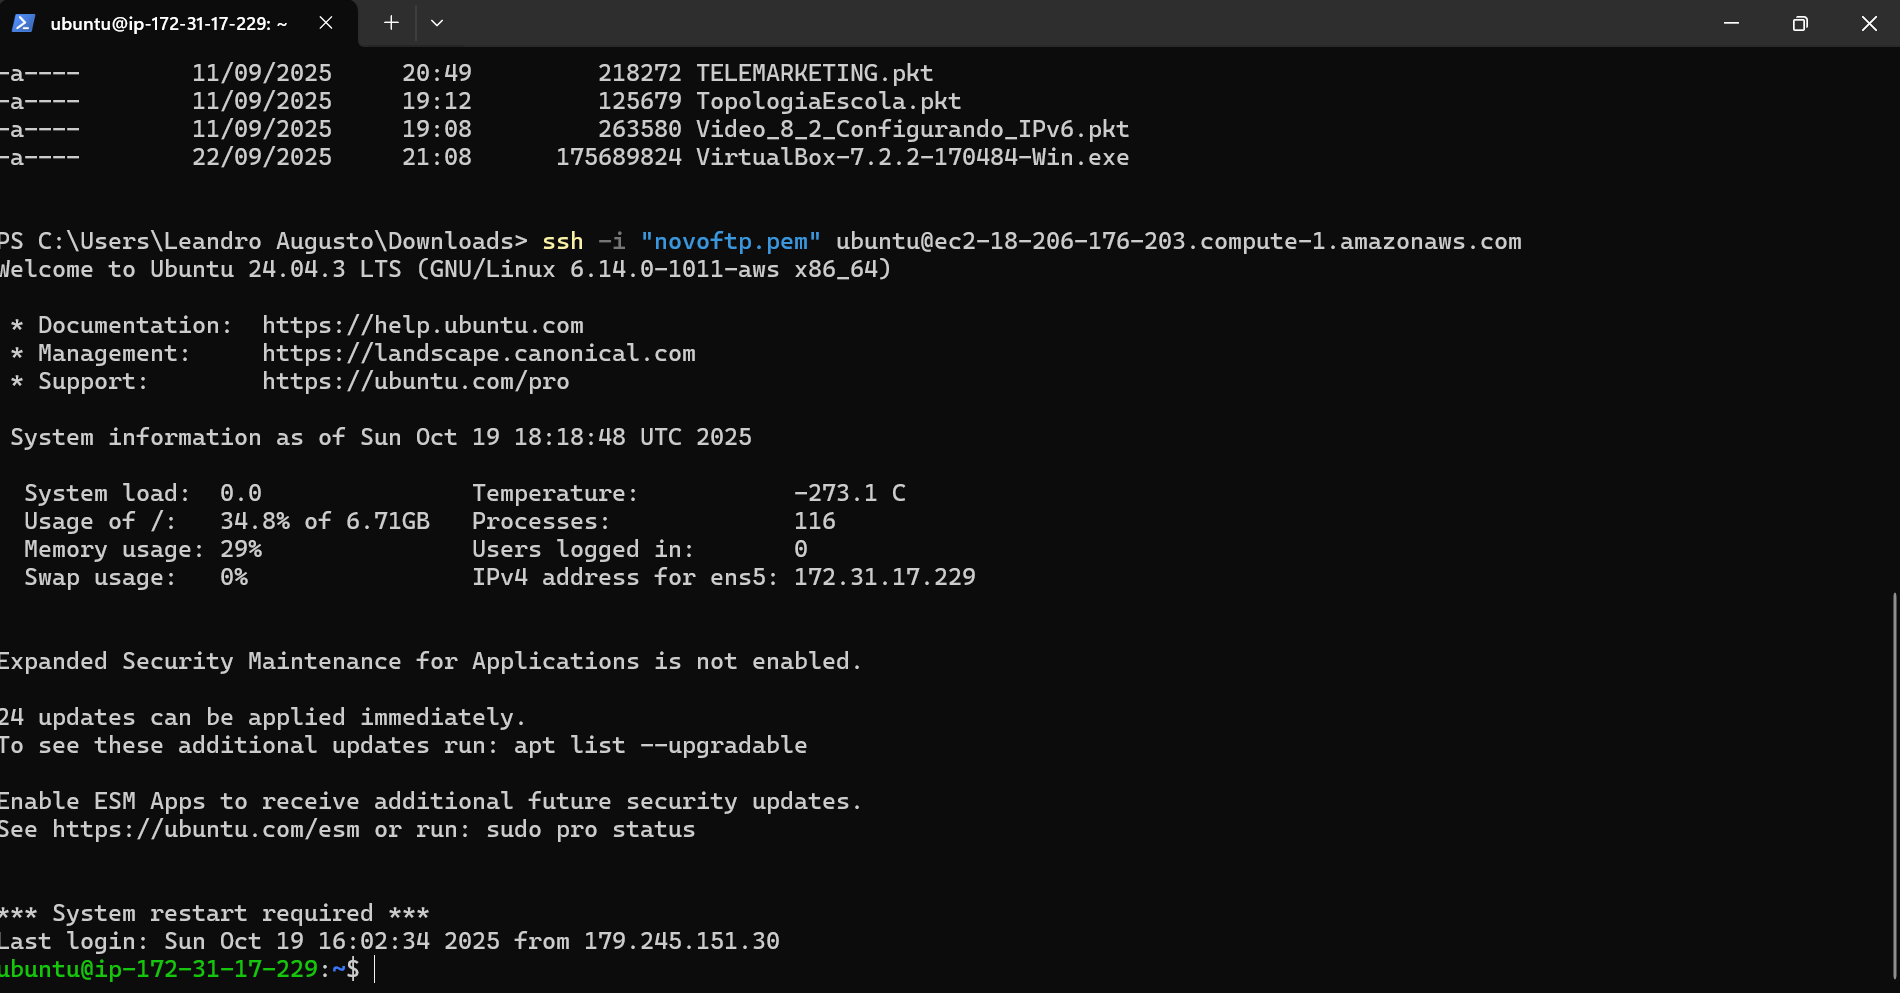 ubuntu@ip-172-31-17-229: ~
-a---- 11/09/2025 20:49 218272 TELEMARKETING.pkt
-a---- 11/09/2025 19:12 125679 TopologiaEscola.pkt
-a---- 11/09/2025 19:08 263580 Video_8_2_Configurando_IPv6.pkt
-a---- 22/09/2025 21:08 175689824 VirtualBox-7.2.2-170484-Win.exe
PS C:\Users\Leandro Augusto\Downloads> ssh -i "novoftp.pem" ubuntu@ec2-18-206-176-203.compute-1.amazonaws.com
Welcome to Ubuntu 24.04.3 LTS (GNU/Linux 6.14.0-1011-aws x86_64)
* Documentation: https://help.ubuntu.com
* Management: https://landscape.canonical.com
* Support: https://ubuntu.com/pro
System information as of Sun Oct 19 18:18:48 UTC 2025
System load: 0.0 Temperature: -273.1 C
Usage of /: 34.8% of 6.71GB Processes: 116
Memory usage: 29% Users logged in: 0
Swap usage: 0% IPv4 address for ens5: 172.31.17.229
Expanded Security Maintenance for Applications is not enabled.
24 updates can be applied immediately.
To see these additional updates run: apt list --upgradable
Enable ESM Apps to receive additional future security updates.
See https://ubuntu.com/esm or run: sudo pro status
*** System restart required ***
Last login: Sun Oct 19 16:02:34 2025 from 179.245.151.30
ubuntu@ip-172-31-17-229:~$